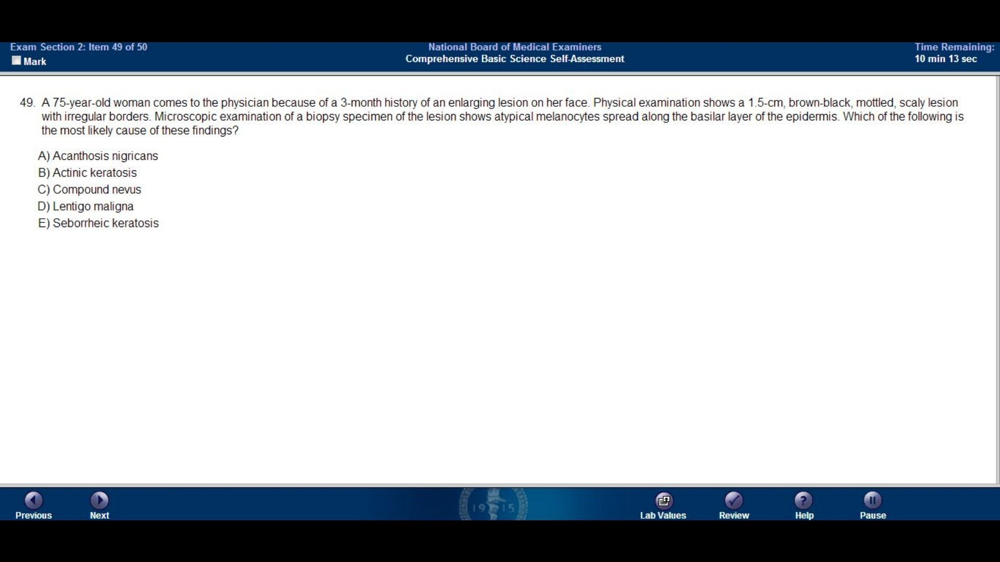 Exam Section 2: Item 49 of 50
National Board of Medical Examiners
Time Remaining:
Mark
Comprehensive Basic Science Self-Assessment
10 min 13 sec
49. A 75-year-old woman comes to the physician because of a 3-month history of an enlarging lesion on her face. Physical examination shows a 1.5-cm, brown-black, mottled, scaly lesion
with irregular borders. Microscopic examination of a biopsy specimen of the lesion shows atypical melanocytes spread along the basilar layer of the epidermis. Which of the following is
the most likely cause of these findings?
A) Acanthosis nigricans
B) Actinic keratosis
C) Compound nevus
D) Lentigo maligna
E) Seborrheic keratosis
1915
Previous
Next
Lab Values
Review
Help
Pause